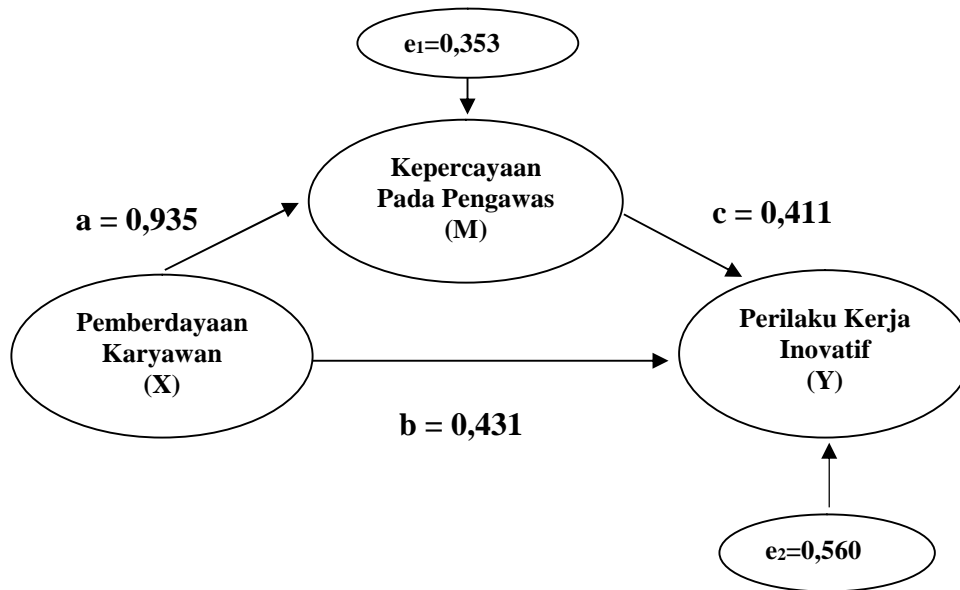 e₁=0,353
Kepercayaan
Pada Pengawas
(M)
a = 0,935
c = 0,411
Pemberdayaan
Karyawan
(X)
Perilaku Kerja
Inovatif
(Y)
b = 0,431
e₂=0,560